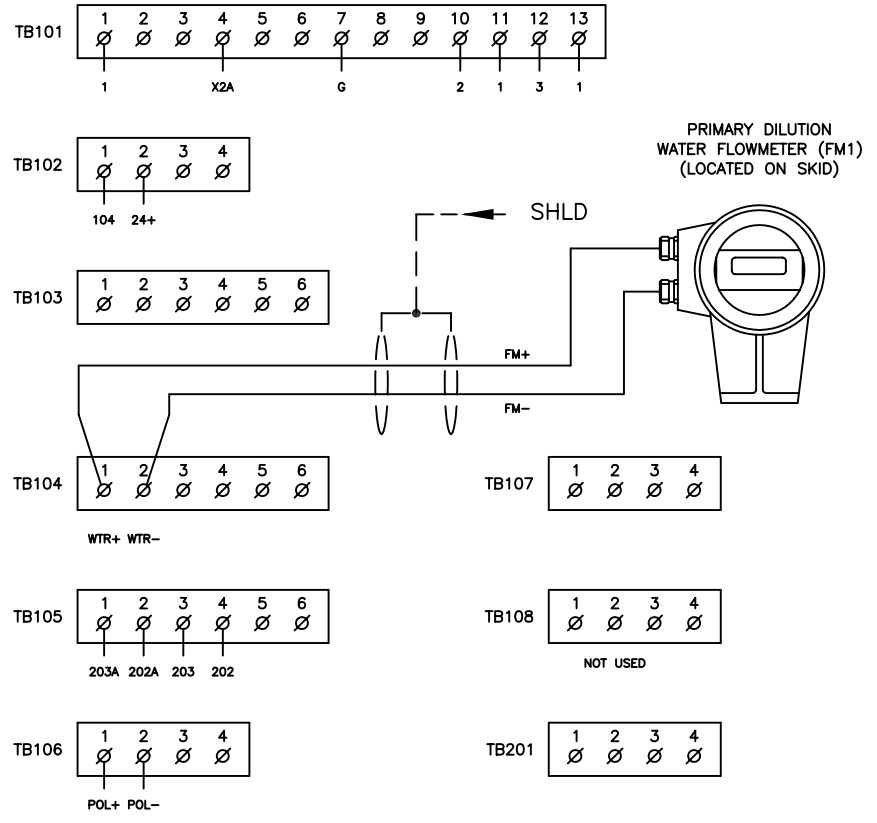 TB101 1 2 3 4 5 6 7 8 9 10 11 12 13
1 X2A G 2 1 3 1
PRIMARY DILUTION
WATER FLOWMETER (FM1)
(LOCATED ON SKID)
TB102 1 2 3 4
104 24+
SHLD
TB103 1 2 3 4 5 6
FM+
FM-
TB104 1 2 3 4 5 6
WTR+ WTR-
TB107 1 2 3 4
TB105 1 2 3 4 5 6
203A 202A 203 202
TB108 1 2 3 4
NOT USED
TB106 1 2 3 4
POL+ POL-
TB201 1 2 3 4